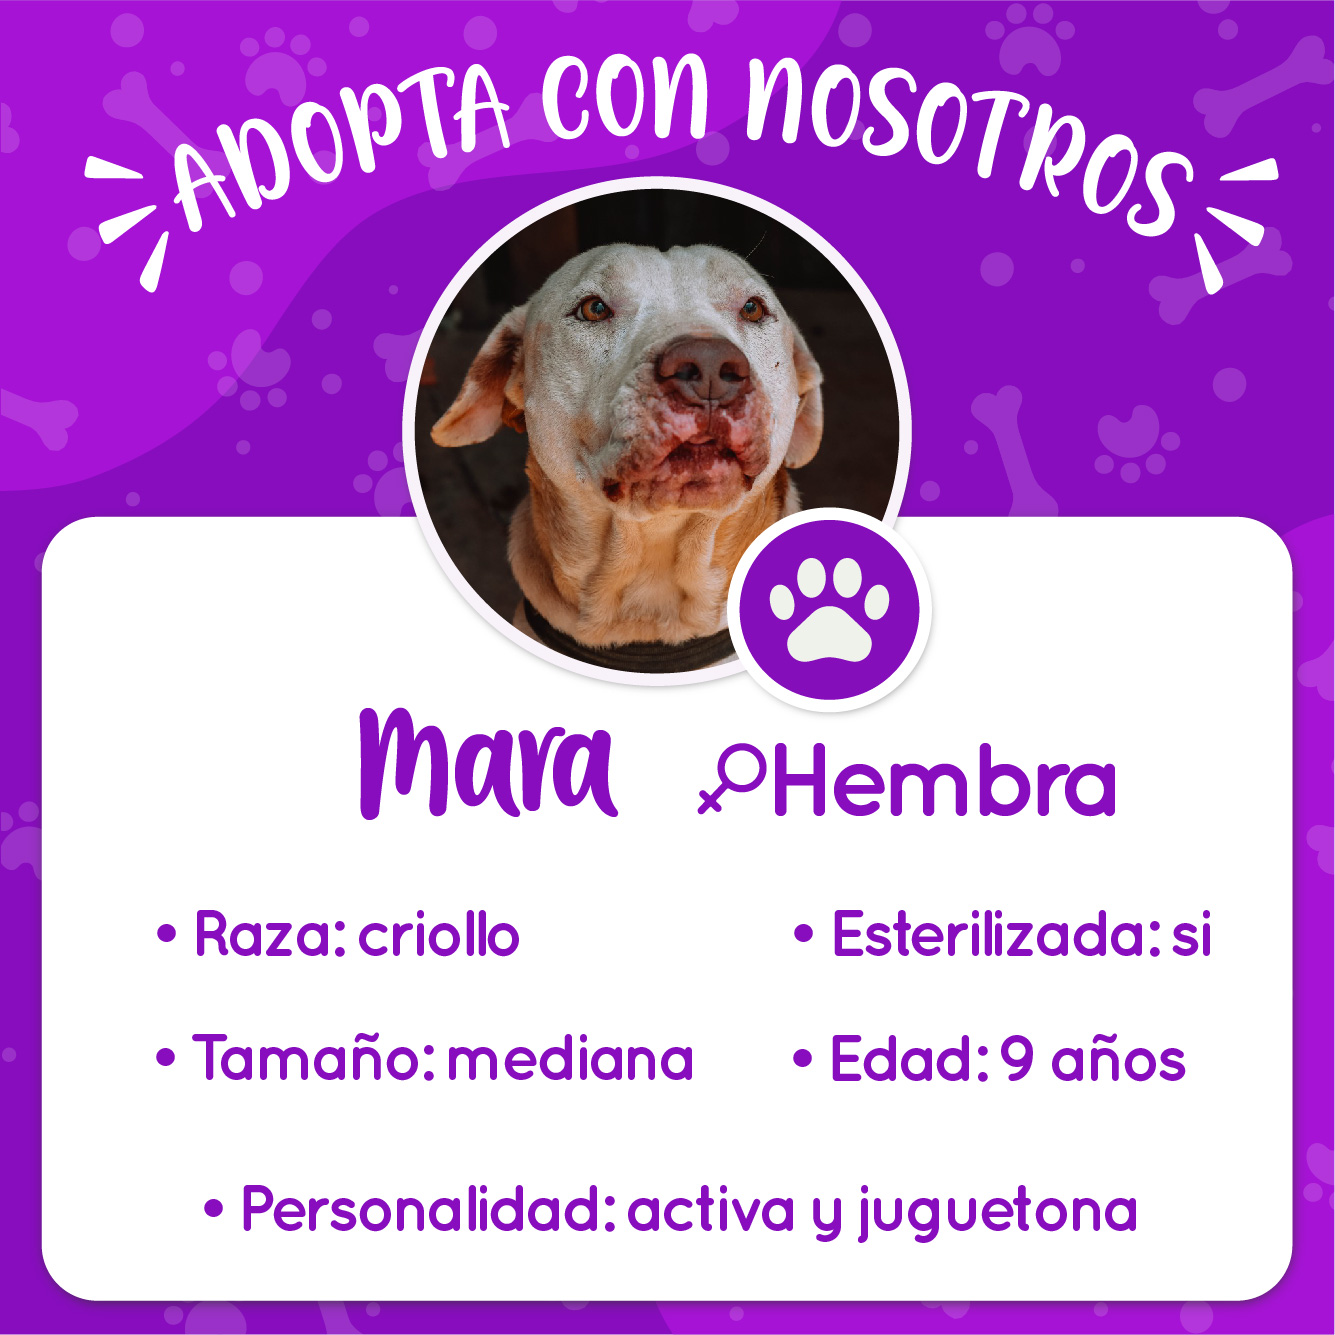 ADOPTA CON NOSOTROS
Mara
Hembra
• Raza: criollo
• Esterilizada: si
• Tamaño: mediana
• Edad: 9 años
• Personalidad: activa y juguetona